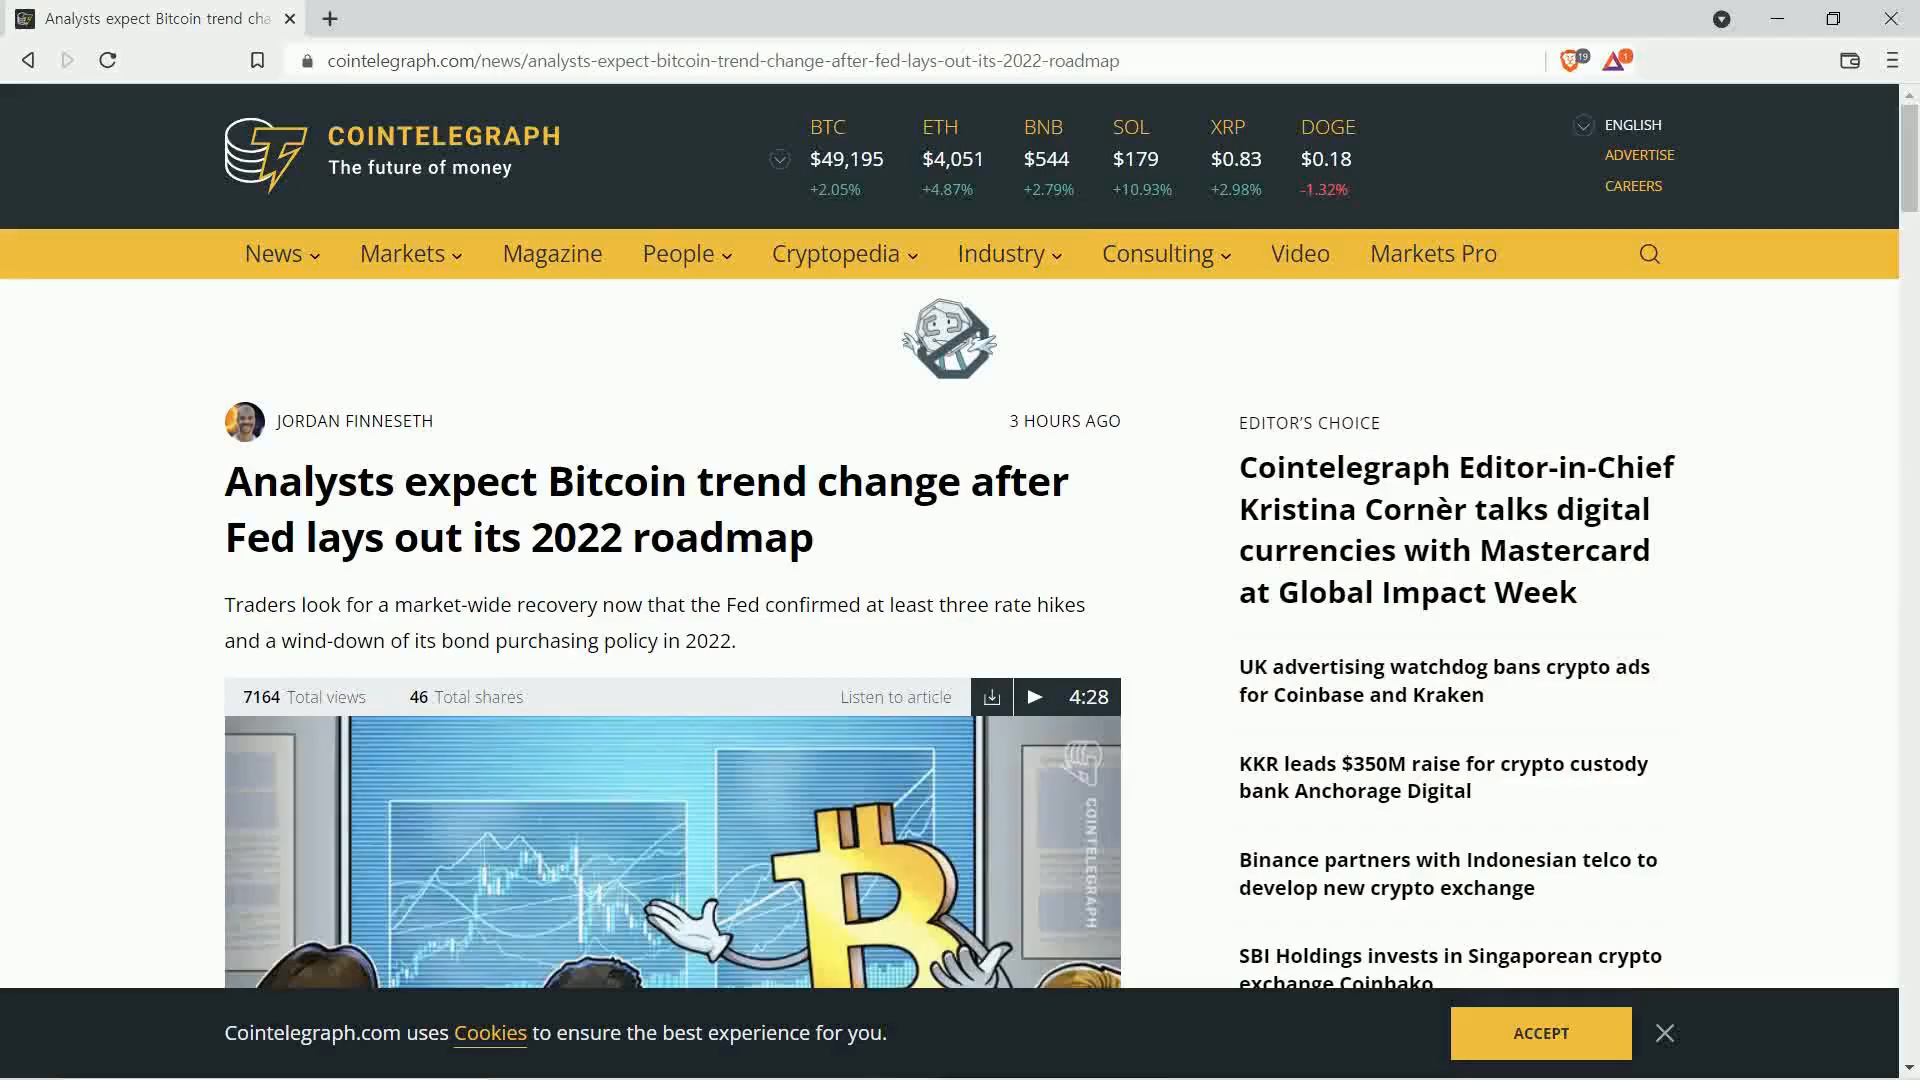 Analysts expect Bitcoin trend cha
cointelegraph.com/news/analysts-expect-bitcoin-trend-change-after-fed-lays-out-its-2022-roadmap
19
1
COINTELEGRAPH
The future of money
BTC ETH BNB SOL XRP DOGE
$49,195 $4,051 $544 $179 $0.83 $0.18
+2.05% +4.87% +2.79% +10.93% +2.98% -1.32%
ENGLISH
ADVERTISE
CAREERS
News Markets Magazine People Cryptopedia Industry Consulting Video Markets Pro
JORDAN FINNESETH 3 HOURS AGO
Analysts expect Bitcoin trend change after
Fed lays out its 2022 roadmap
Traders look for a market-wide recovery now that the Fed confirmed at least three rate hikes
and a wind-down of its bond purchasing policy in 2022.
7164 Total views 46 Total shares Listen to article 4:28
COINTELEGRAPH
EDITOR'S CHOICE
Cointelegraph Editor-in-Chief
Kristina Cornèr talks digital
currencies with Mastercard
at Global Impact Week
UK advertising watchdog bans crypto ads
for Coinbase and Kraken
KKR leads $350M raise for crypto custody
bank Anchorage Digital
Binance partners with Indonesian telco to
develop new crypto exchange
SBI Holdings invests in Singaporean crypto
exchange Coinhako
Cointelegraph.com uses Cookies to ensure the best experience for you.
ACCEPT